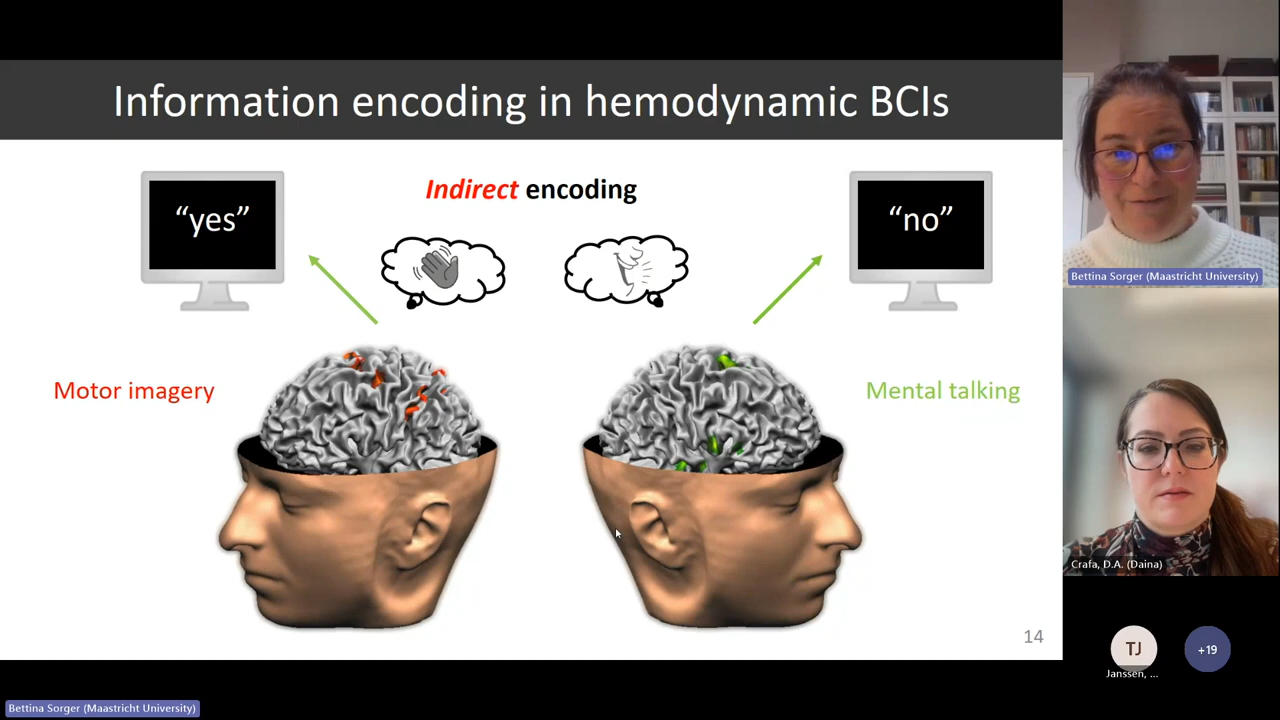 Information encoding in hemodynamic BCIs
Indirect encoding
“yes”
“no”
Motor imagery
Mental talking
14
Bettina Sorger (Maastricht University)
Crafa, D.A. (Daina)
TJ
+19
Janssen, ...
Bettina Sorger (Maastricht University)